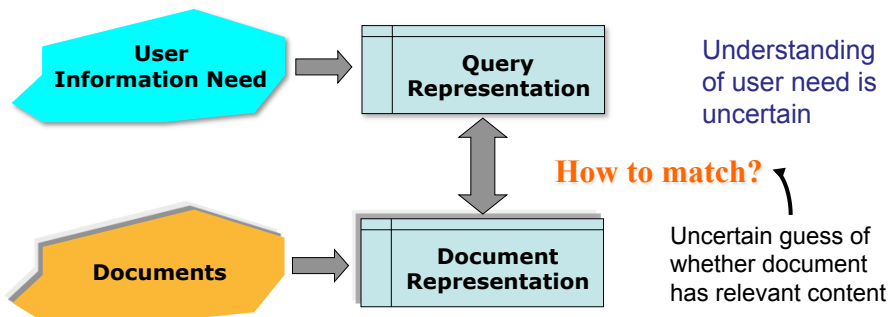 User
Information Need
Query
Representation
Understanding
of user need is
uncertain
How to match?
Documents
Document
Representation
Uncertain guess of
whether document
has relevant content